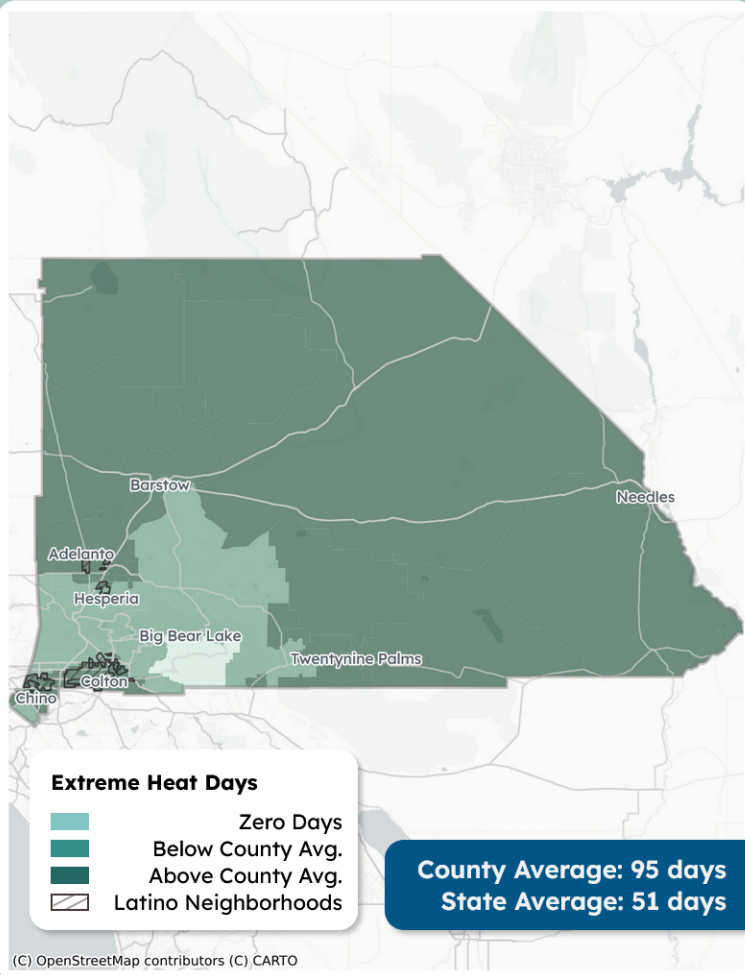 Barstow
Needles
Adelanto
Hesperia
Big Bear Lake
Twentynine Palms
Colton
Chino
Extreme Heat Days
Zero Days
Below County Avg.
Above County Avg.
Latino Neighborhoods
County Average: 95 days
State Average: 51 days
(C) OpenStreetMap contributors (C) CARTO